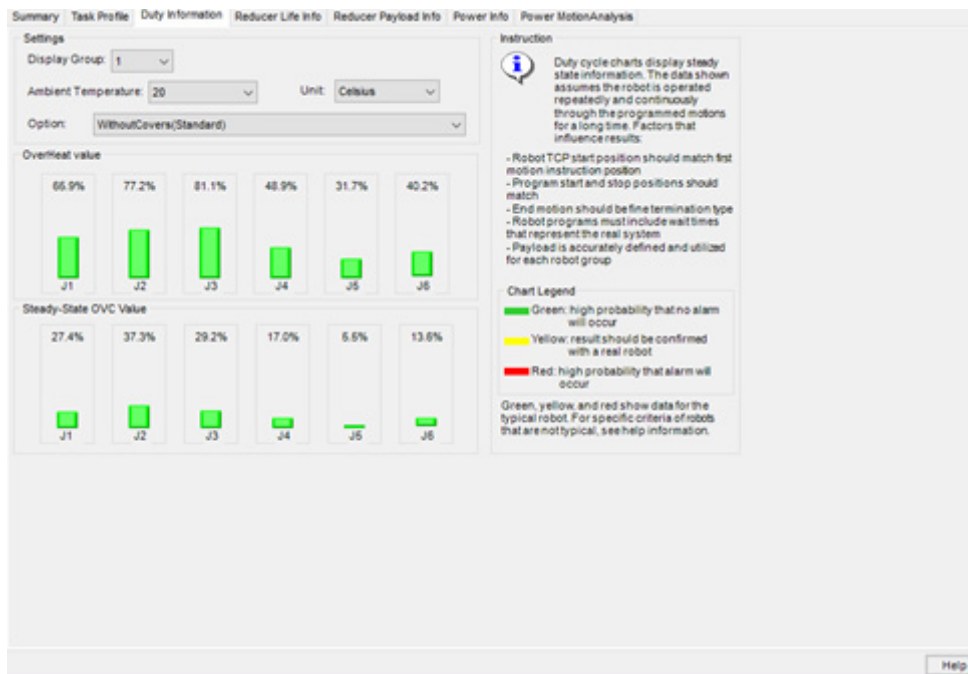 Summary Task Profile Duty Information Reducer Life Info Reducer Payload Info Power Info Power MotionAnalysis
Settings
Display Group: 1
Ambient Temperature: 20 Unit: Celsius
Option: WithoutCovers(Standard)
OverHeat value
66.9% 77.2% 81.1% 48.9% 31.7% 40.2%
J1 J2 J3 J4 J5 J6
Steady-State OVC Value
27.4% 37.3% 29.2% 17.0% 5.5% 13.6%
J1 J2 J3 J4 J5 J6
Instruction
Duty cycle charts display steady
state information. The data shown
assumes the robot is operated
repeatedly and continuously
through the programmed motions
for a long time. Factors that
influence results:
- Robot TCP start position should match first
motion instruction position
- Program start and stop positions should
match
- End motion should be fine termination type
- Robot programs must include wait times
that represent the real system
- Payload is accurately defined and utilized
for each robot group
Chart Legend
Green: high probability that no alarm
will occur
Yellow: result should be confirmed
with a real robot
Red: high probability that alarm will
occur
Green, yellow, and red show data for the
typical robot. For specific criteria of robots
that are not typical, see help information.
Help